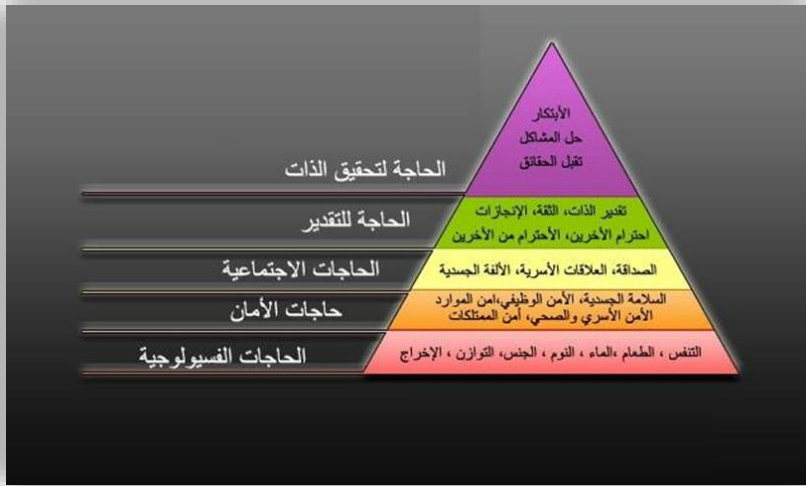 الأبتكار
حل المشاكل
تقبل الحقائق
الحاجة لتحقيق الذات
تقدير الذات، الثقة، الإنجازات
احترام الأخرين، الأحترام من الأخرين
الحاجة للتقدير
الصداقة، العلاقات الأسرية، الألفة الجسدية
الحاجات الاجتماعية
السلامة الجسدية، الأمن الوظيفي،امن الموارد
الأمن الأسري والصحي، أمن الممتلكات
حاجات الأمان
التنفس ، الطعام ،الماء ، النوم ، الجنس، التوازن ، الإخراج
الحاجات الفسيولوجية